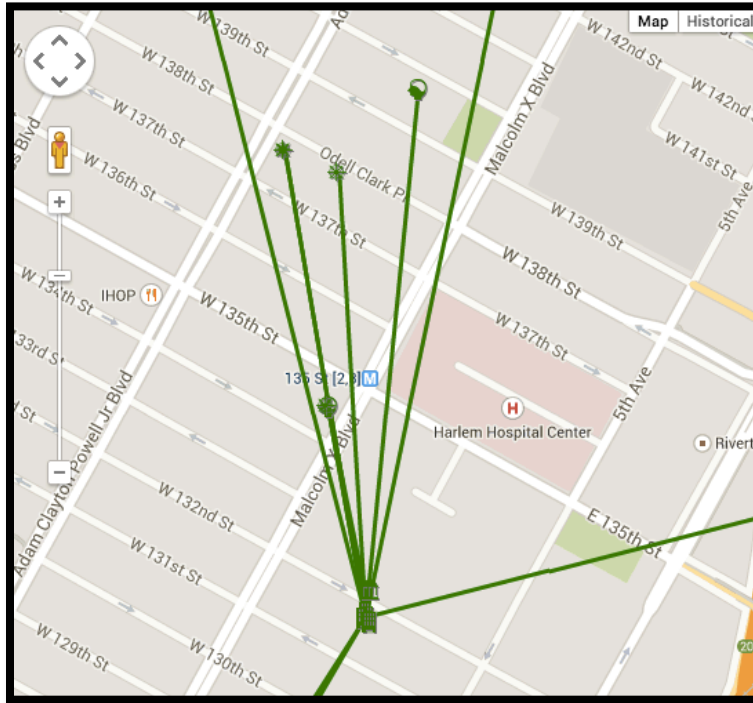 Map
Historical
W 139th St
W 142nd St
W 138th St
W 142nd
W 137th St
Malcolm X Blvd
W 141st St
Odell Clark Pl
W 136th St
5th Ave
W 137th St
W 139th St
W 138th St
IHOP
W 134th St
W 135th St
W 137th St
33rd St
135 St [2,3]
M
5th Ave
H
Harlem Hospital Center
Rivert
Adam Clayton Powell Jr Blvd
Malcolm X Blvd
W 132nd St
E 135th St
W 131st St
W 129th St
W 130th St